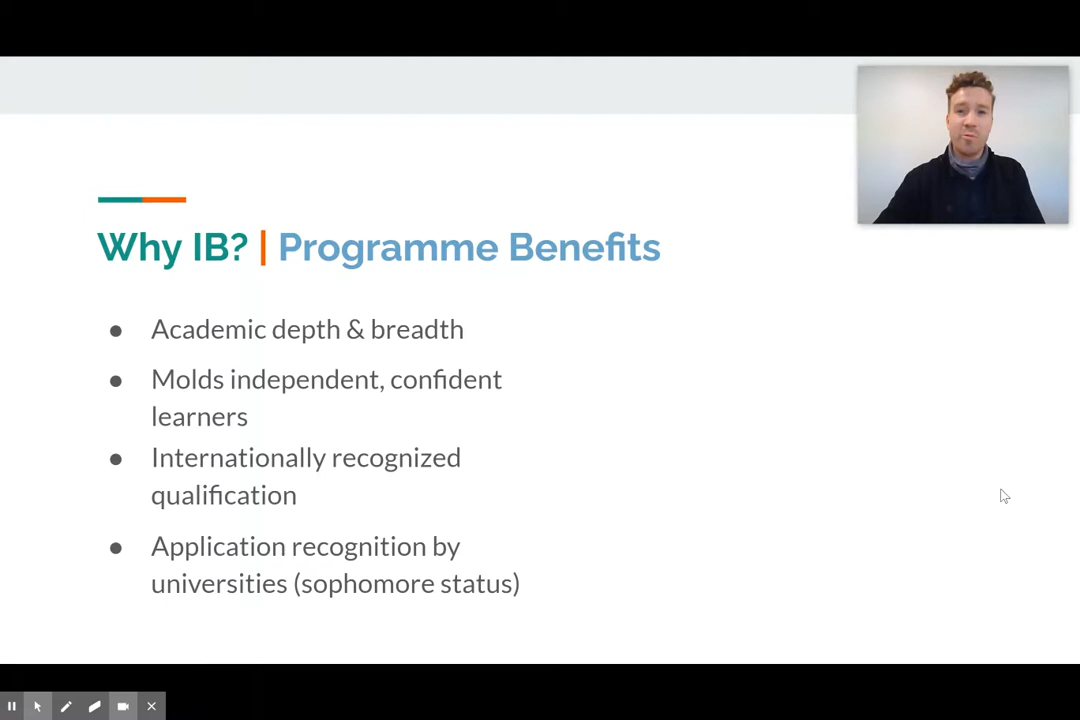 Why IB? | Programme Benefits
● Academic depth & breadth
● Molds independent, confident
learners
● Internationally recognized
qualification
● Application recognition by
universities (sophomore status)